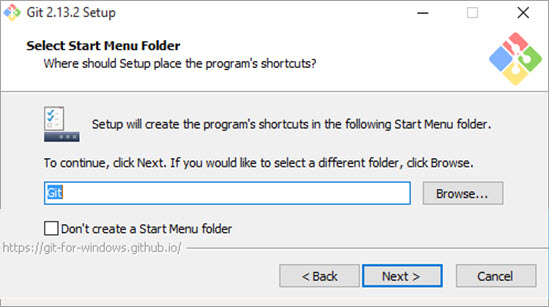 Git 2.13.2 Setup
Select Start Menu Folder
Where should Setup place the program's shortcuts?
Setup will create the program's shortcuts in the following Start Menu folder.
To continue, click Next. If you would like to select a different folder, click Browse.
Git
Browse...
Don't create a Start Menu folder
https://git-for-windows.github.io/
< Back
Next >
Cancel